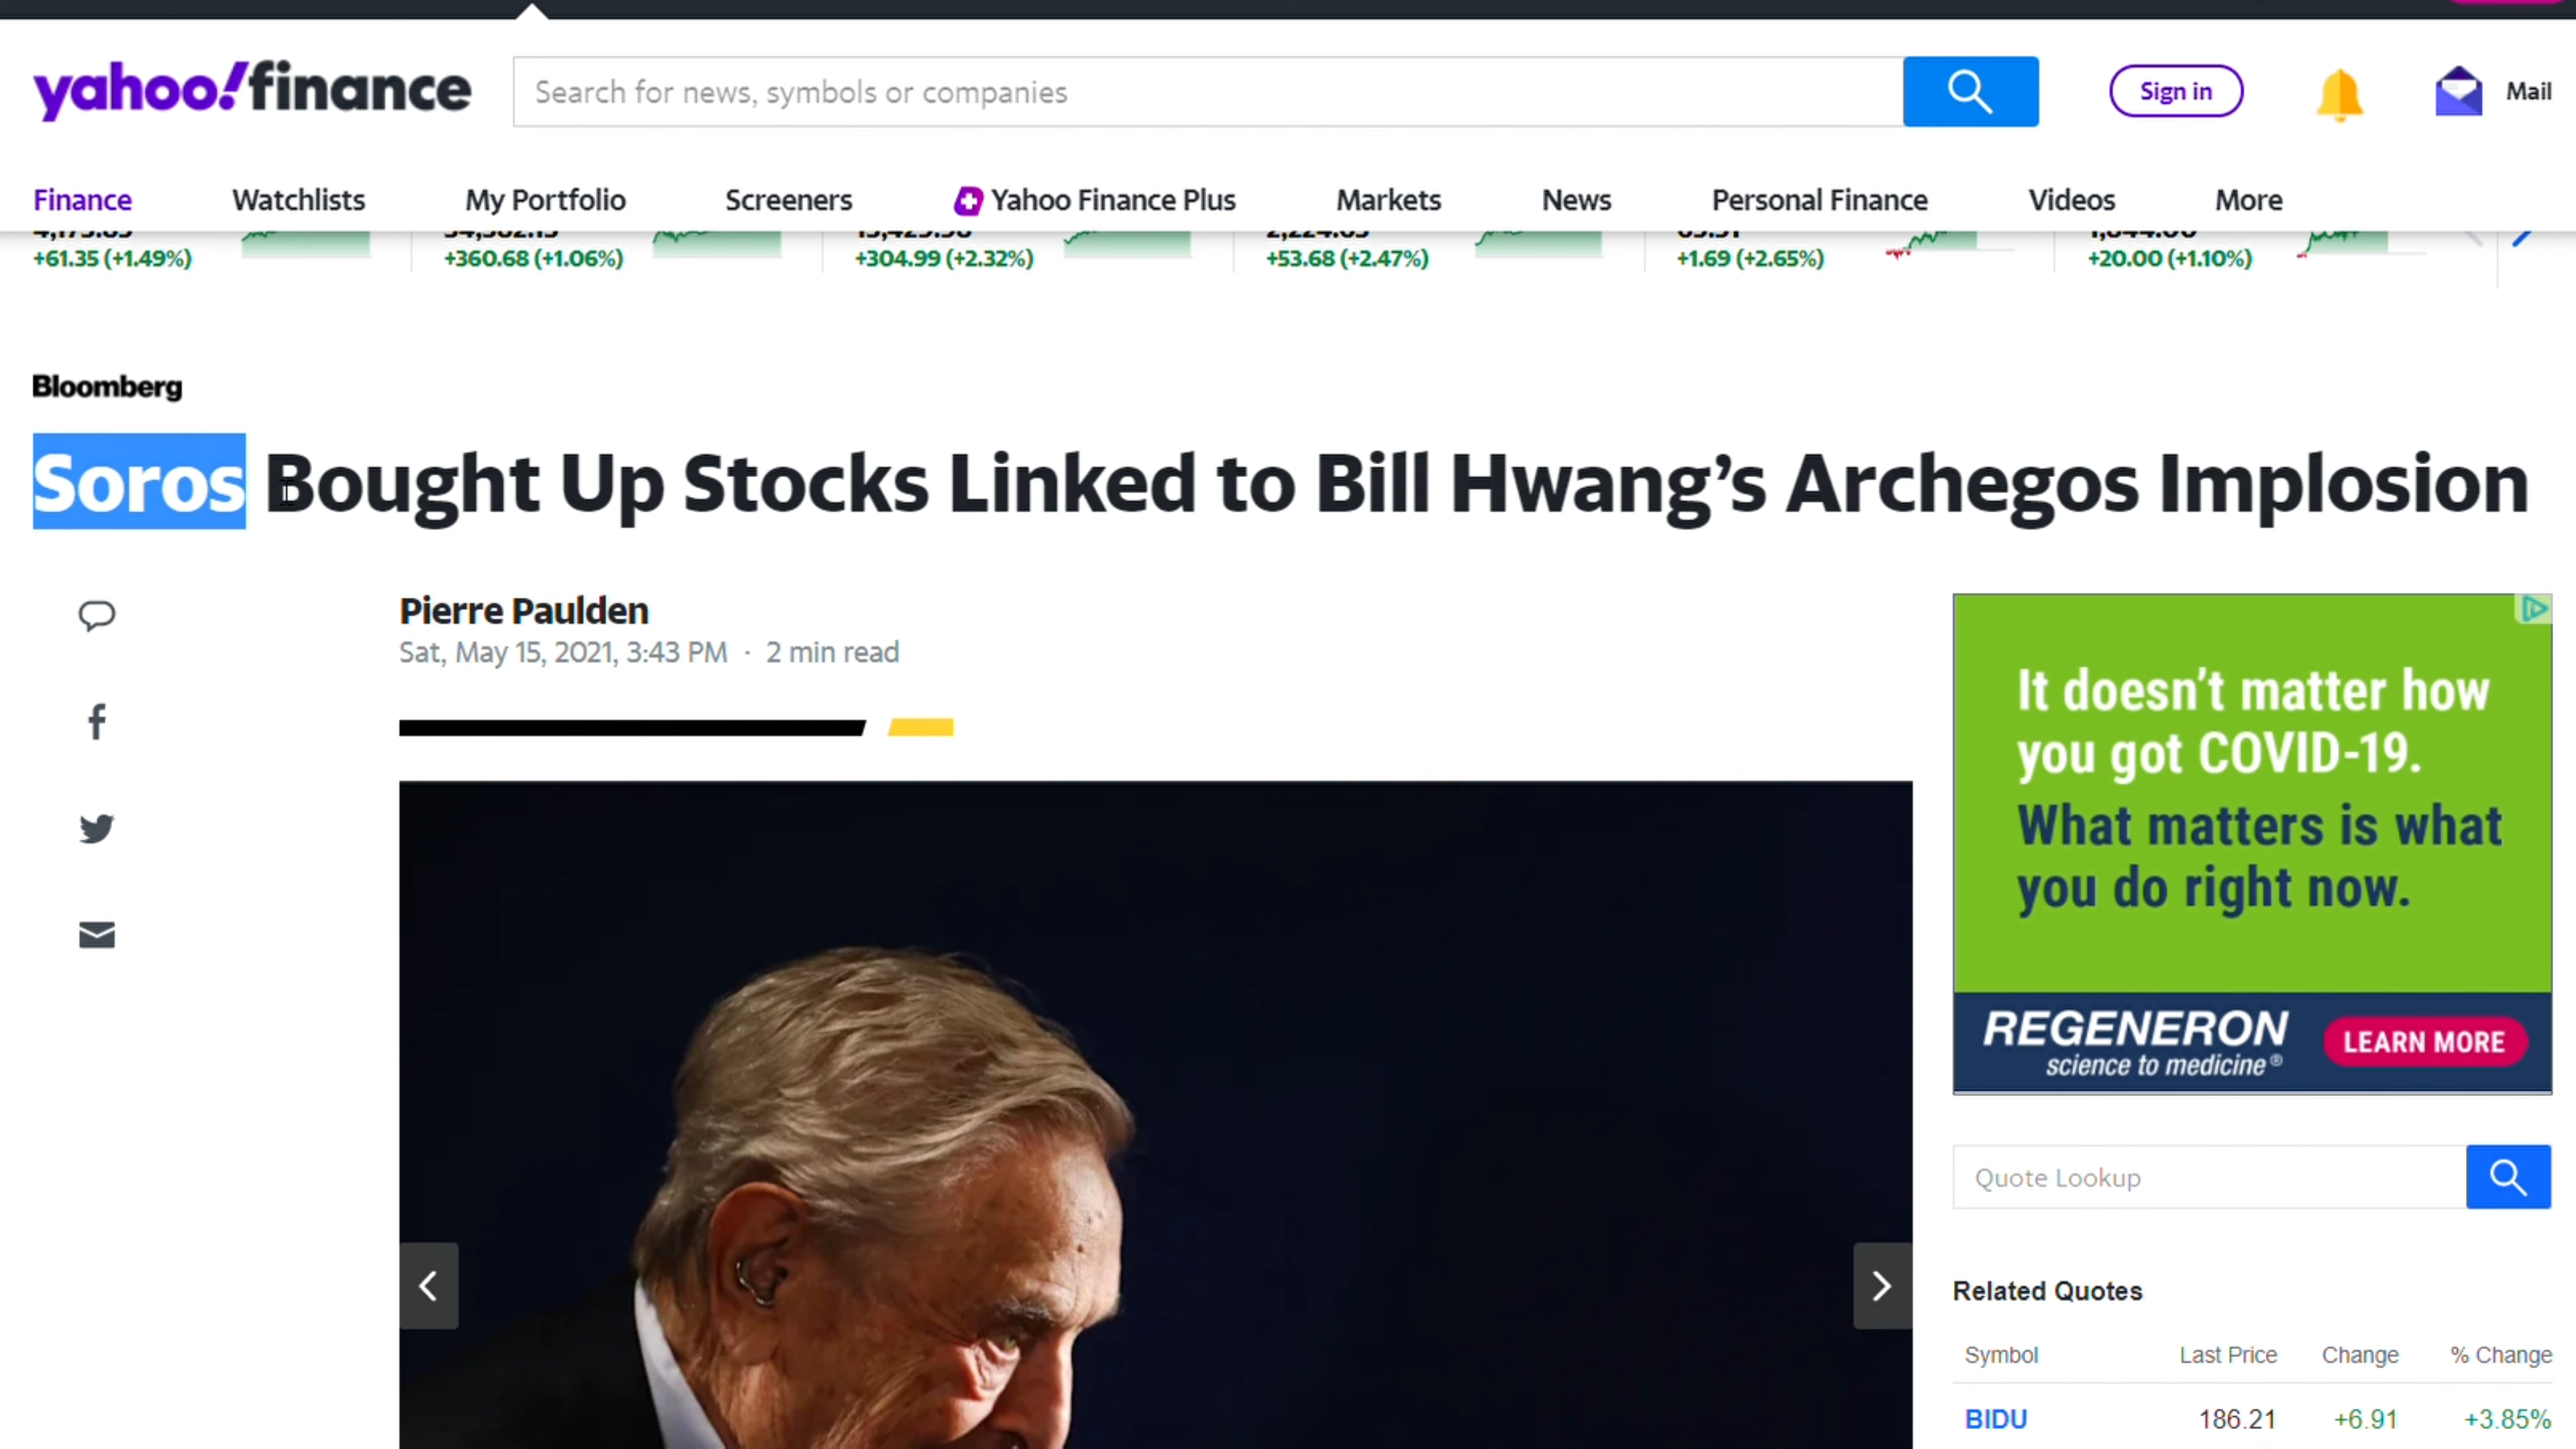 yahoo!finance
Search for news, symbols or companies
Sign in
Mail
Finance Watchlists My Portfolio Screeners Yahoo Finance Plus Markets News Personal Finance Videos More
+61.35 (+1.49%) +360.68 (+1.06%) +304.99 (+2.32%) +53.68 (+2.47%) +1.69 (+2.65%) +20.00 (+1.10%)
Bloomberg
Soros Bought Up Stocks Linked to Bill Hwang’s Archegos Implosion
Pierre Paulden
Sat, May 15, 2021, 3:43 PM · 2 min read
It doesn’t matter how
you got COVID-19.
What matters is what
you do right now.
REGENERON
science to medicine®
LEARN MORE
Quote Lookup
Related Quotes
Symbol Last Price Change % Change
BIDU 186.21 +6.91 +3.85%